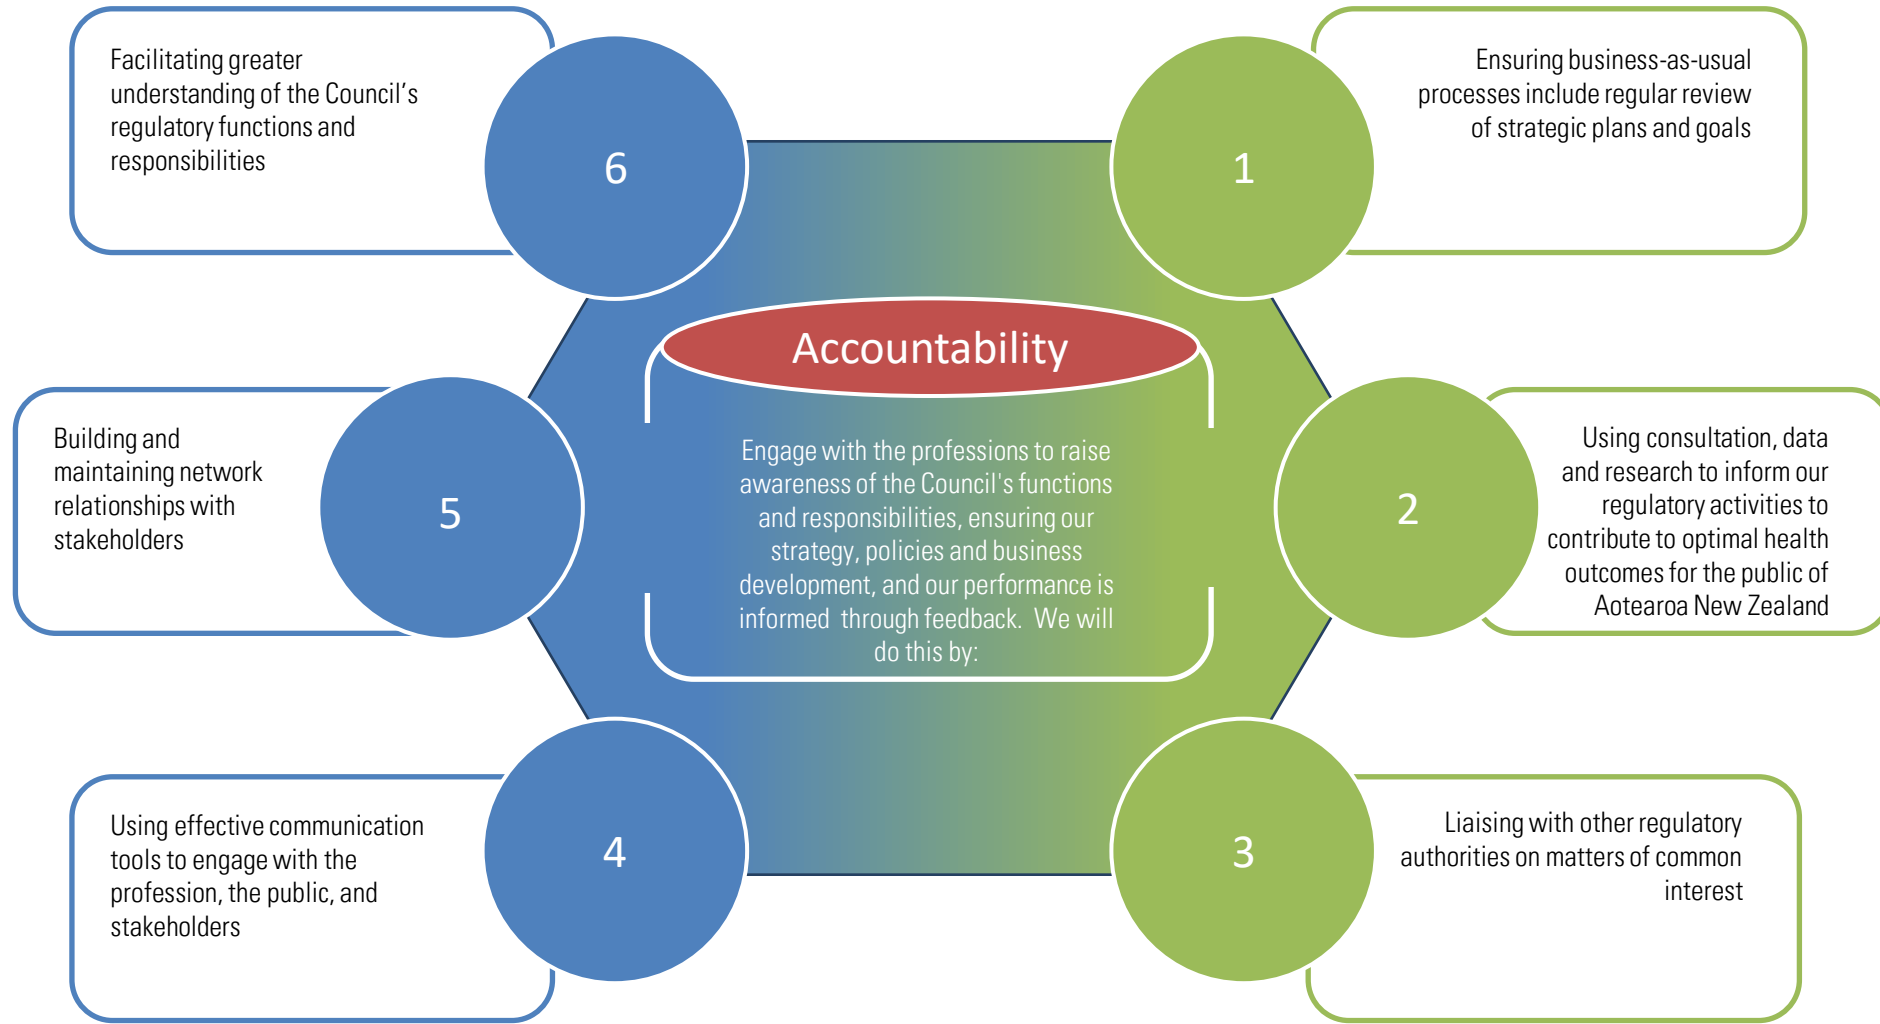 Facilitating greater
understanding of the Council's
regulatory functions and
responsibilities
6
1
Ensuring business-as-usual
processes include regular review
of strategic plans and goals
Accountability
Engage with the professions to raise
awareness of the Council's functions
and responsibilities, ensuring our
strategy, policies and business
development, and our performance is
informed  through feedback.  We will
do this by:
Building and
maintaining network
relationships with
stakeholders
5
2
Using consultation, data
and research to inform our
regulatory activities to
contribute to optimal health
outcomes for the public of
Aotearoa New Zealand
Using effective communication
tools to engage with the
profession, the public, and
stakeholders
4
3
Liaising with other regulatory
authorities on matters of common
interest